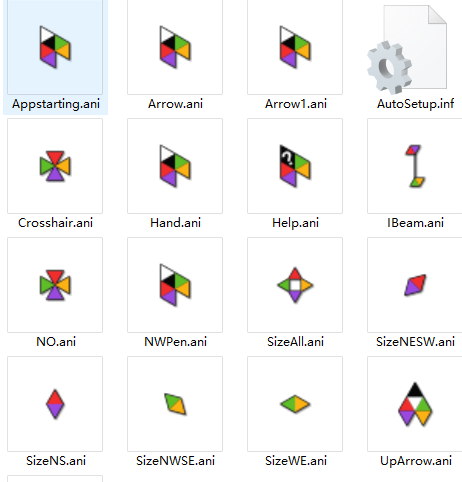 Appstarting.ani
Arrow.ani
Arrow1.ani
AutoSetup.inf
Crosshair.ani
Hand.ani
?
Help.ani
IBeam.ani
NO.ani
NWPen.ani
SizeAll.ani
SizeNESW.ani
SizeNS.ani
SizeNWSE.ani
SizeWE.ani
UpArrow.ani